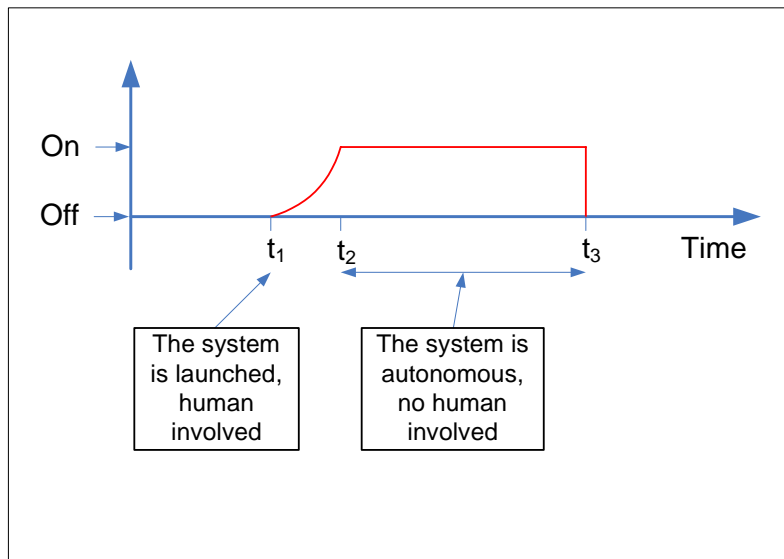 On
Off
t1
t2
t3
Time
The system
is launched,
human
involved
The system is
autonomous,
no human
involved